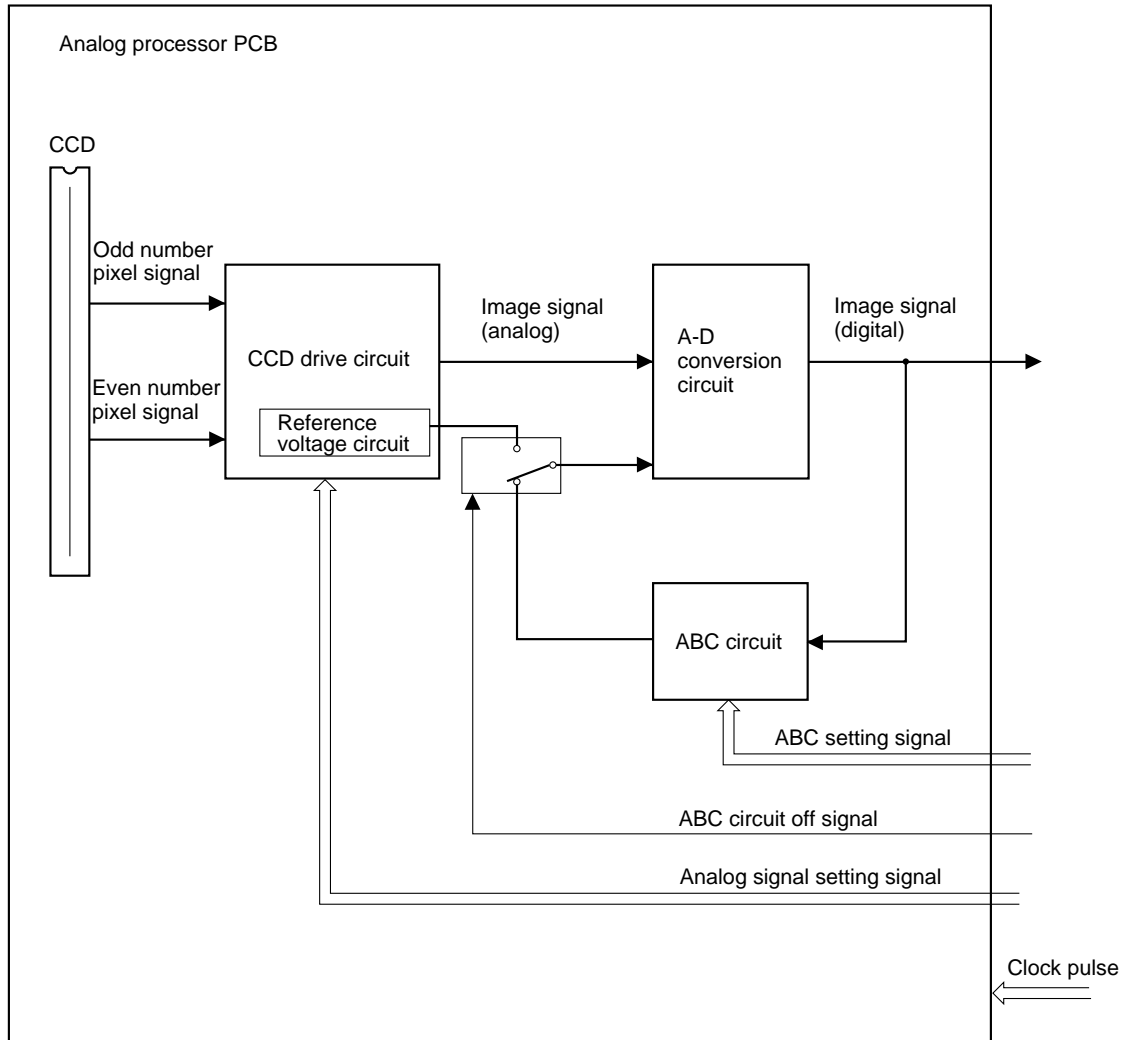 Analog processor PCB
CCD
Odd number
pixel signal
Even number
pixel signal
CCD drive circuit
Reference
voltage circuit
Image signal
(analog)
A-D
conversion
circuit
Image signal
(digital)
ABC circuit
ABC setting signal
ABC circuit off signal
Analog signal setting signal
Clock pulse